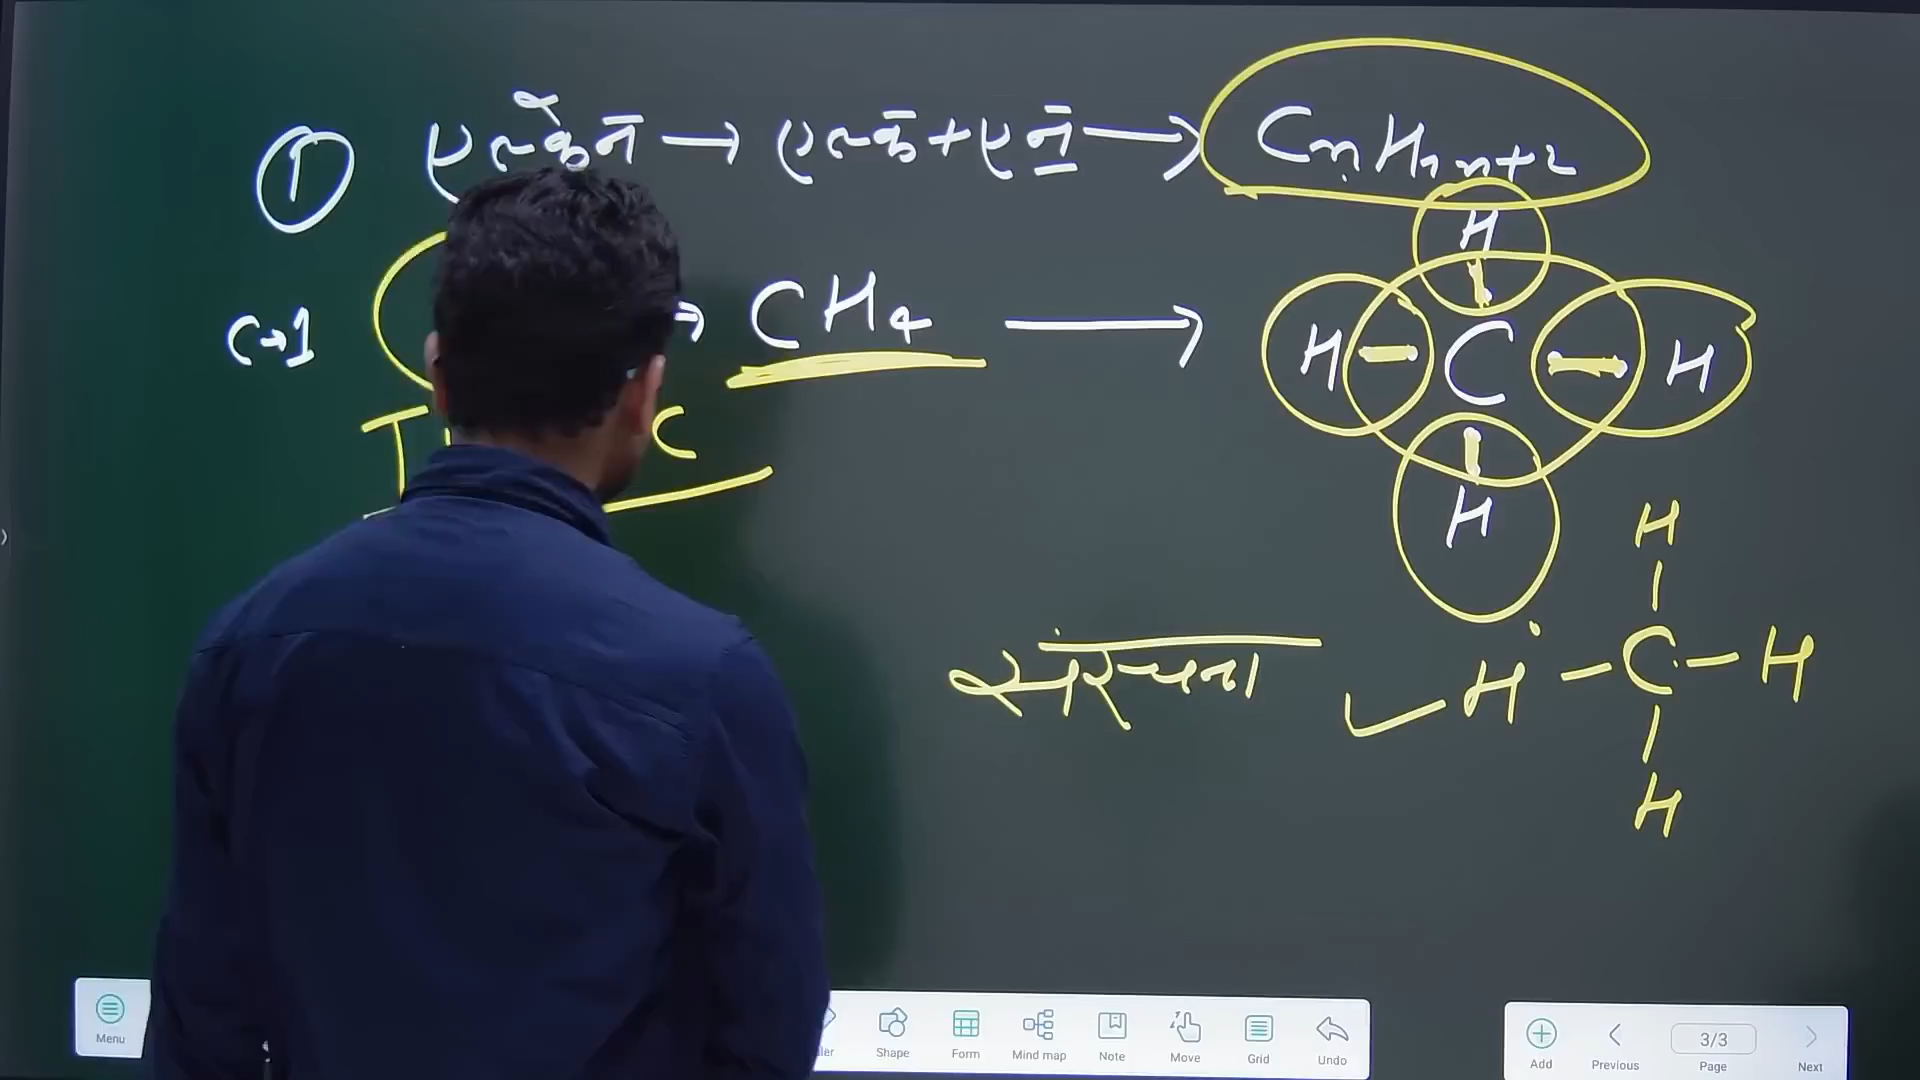 ① एल्केन → एल्क + एन → CnH2n+2
C→1 → CH4 → H - C - H
H
H
C
संरचना ✓ H - C - H
H
H
Menu Shape Form Mind map Note Move Grid Undo Add Previous 3/3 Page Next